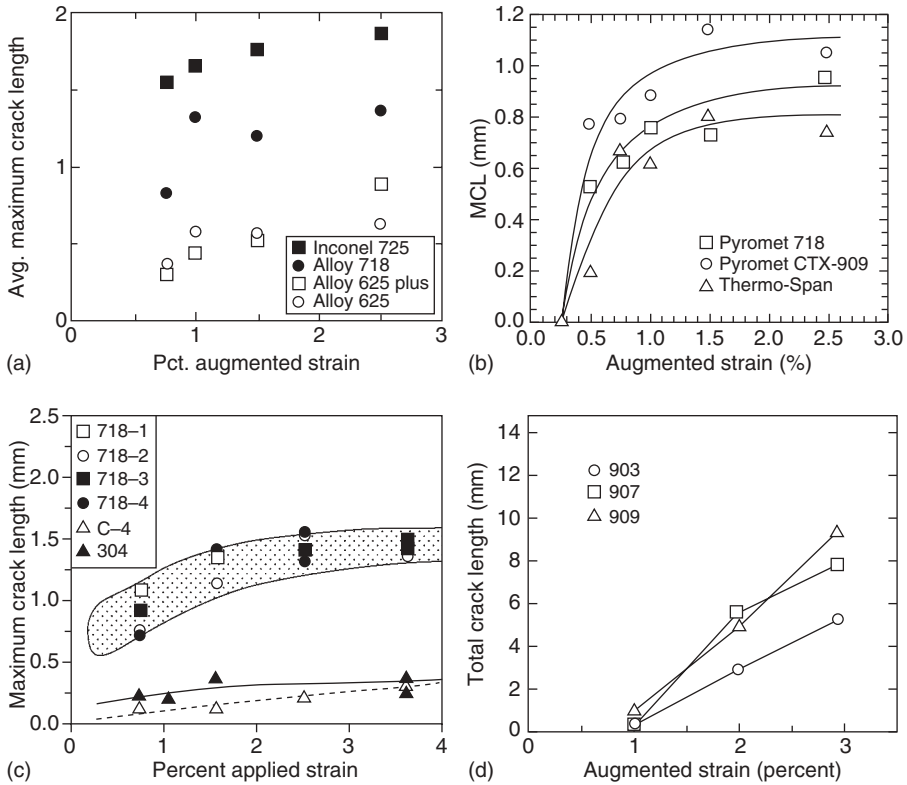 2
1
0
0
1
2
3
Avg. maximum crack length
Pct. augmented strain
Inconel 725
Alloy 718
Alloy 625 plus
Alloy 625
(a)
1.2
1.0
0.8
0.6
0.4
0.2
0.0
0.0
0.5
1.0
1.5
2.0
2.5
3.0
MCL (mm)
Augmented strain (%)
Pyromet 718
Pyromet CTX-909
Thermo-Span
(b)
2.5
2.0
1.5
1.0
0.5
0.0
0
1
2
3
4
Maximum crack length (mm)
Percent applied strain
718–1
718–2
718–3
718–4
C–4
304
(c)
14
12
10
8
6
4
2
0
0
1
2
3
Total crack length (mm)
Augmented strain (percent)
903
907
909
(d)